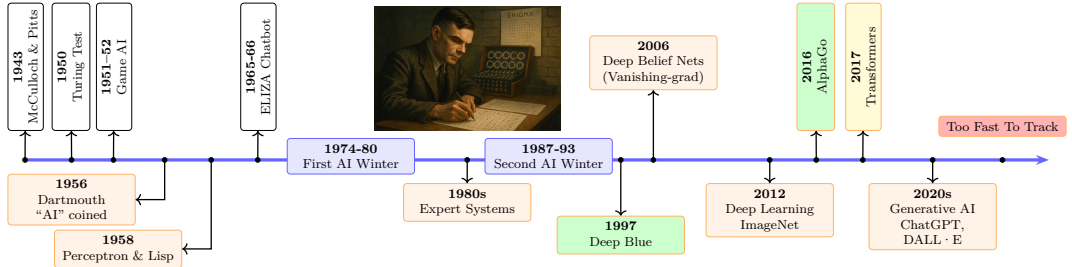 1943
McCulloch & Pitts
1950
Turing Test
1951–52
Game AI
1965-66
ELIZA Chatbot
ENIGMA
2006
Deep Belief Nets
(Vanishing-grad)
2016
AlphaGo
2017
Transformers
Too Fast To Track
1974-80
First AI Winter
1987-93
Second AI Winter
1956
Dartmouth
“AI” coined
1958
Perceptron & Lisp
1980s
Expert Systems
1997
Deep Blue
2012
Deep Learning
ImageNet
2020s
Generative AI
ChatGPT,
DALL · E